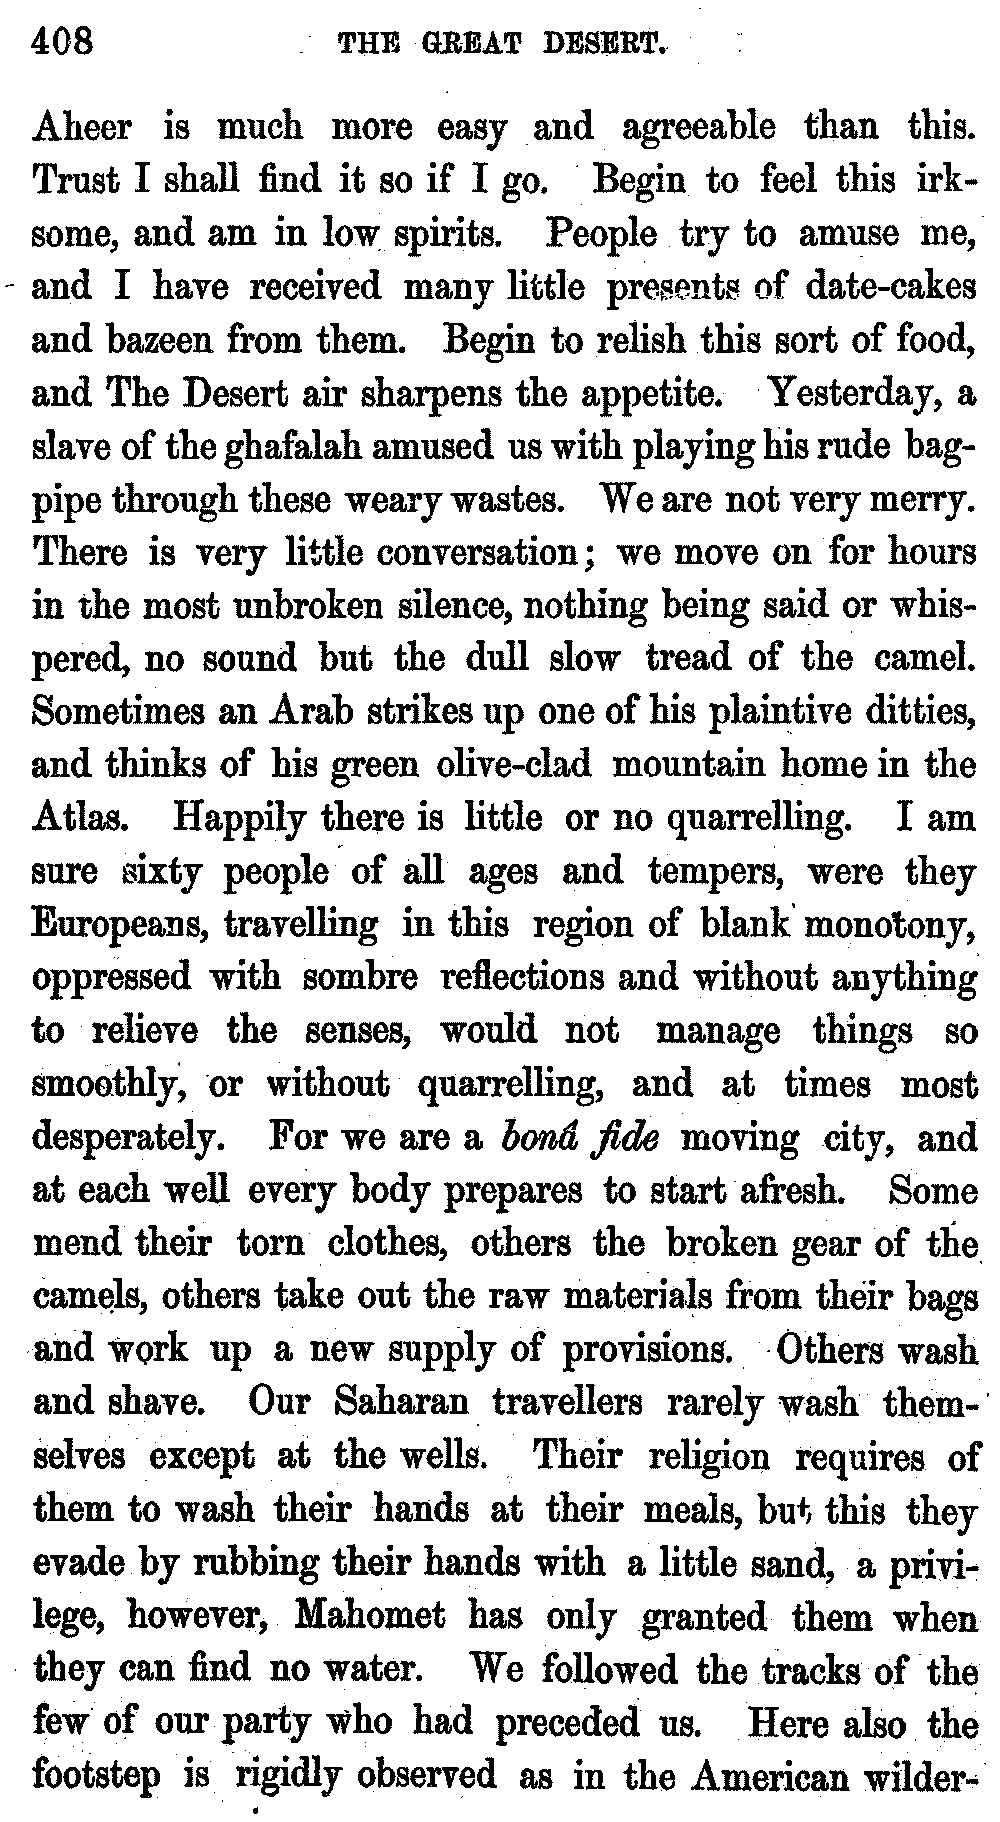 408 THE GREAT DESERT.
Aheer is much more easy and agreeable than this.
Trust I shall find it so if I go. Begin to feel this irk-
some, and am in low spirits. People try to amuse me,
and I have received many little presents of date-cakes
and bazeen from them. Begin to relish this sort of food,
and The Desert air sharpens the appetite. Yesterday, a
slave of the ghafalah amused us with playing his rude bag-
pipe through these weary wastes. We are not very merry.
There is very little conversation; we move on for hours
in the most unbroken silence, nothing being said or whis-
pered, no sound but the dull slow tread of the camel.
Sometimes an Arab strikes up one of his plaintive ditties,
and thinks of his green olive-clad mountain home in the
Atlas. Happily there is little or no quarrelling. I am
sure sixty people of all ages and tempers, were they
Europeans, travelling in this region of blank monotony,
oppressed with sombre reflections and without anything
to relieve the senses, would not manage things so
smoothly, or without quarrelling, and at times most
desperately. For we are a bonâ fide moving city, and
at each well every body prepares to start afresh. Some
mend their torn clothes, others the broken gear of the
camels, others take out the raw materials from their bags
and work up a new supply of provisions. Others wash
and shave. Our Saharan travellers rarely wash them-
selves except at the wells. Their religion requires of
them to wash their hands at their meals, but this they
evade by rubbing their hands with a little sand, a privi-
lege, however, Mahomet has only granted them when
they can find no water. We followed the tracks of the
few of our party who had preceded us. Here also the
footstep is rigidly observed as in the American wilder-